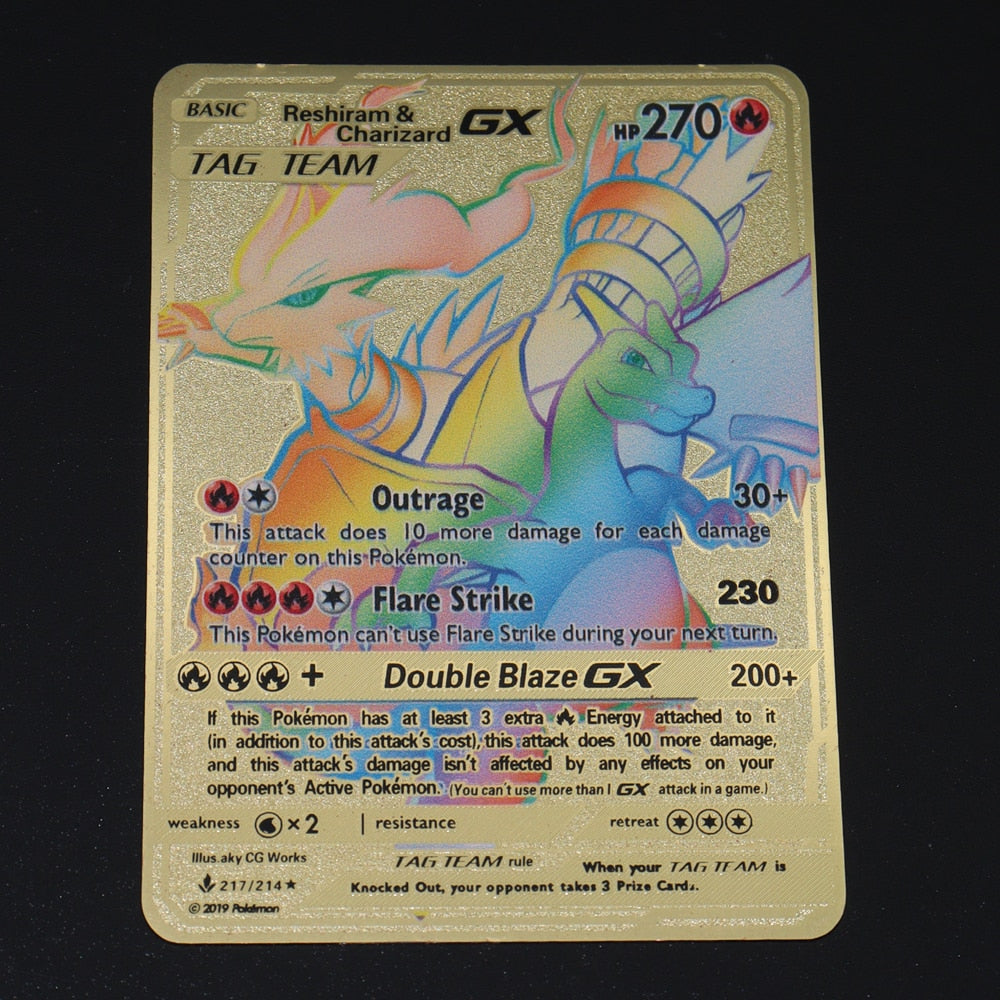 BASIC Reshiram & Charizard GX HP 270
TAG TEAM
Outrage 30+
This attack does 10 more damage for each damage
counter on this Pokémon.
Flare Strike 230
This Pokémon can't use Flare Strike during your next turn.
+ Double Blaze GX 200+
If this Pokémon has at least 3 extra Energy attached to it
(in addition to this attack's cost), this attack does 100 more damage,
and this attack's damage isn't affected by any effects on your
opponent's Active Pokémon. (You can't use more than 1 GX attack in a game.)
weakness ×2 | resistance retreat
Illus.aky CG Works
217/214★
© 2019 Pokémon
TAG TEAM rule When your TAG TEAM is
Knocked Out, your opponent takes 3 Prize Cards.